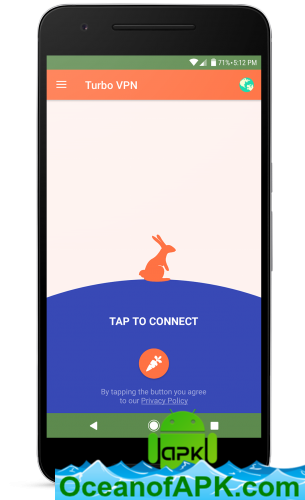 71% 5:12 PM
Turbo VPN
TAP TO CONNECT
By tapping the button you agree
to our Privacy Policy
apk
OceanofAPK.com